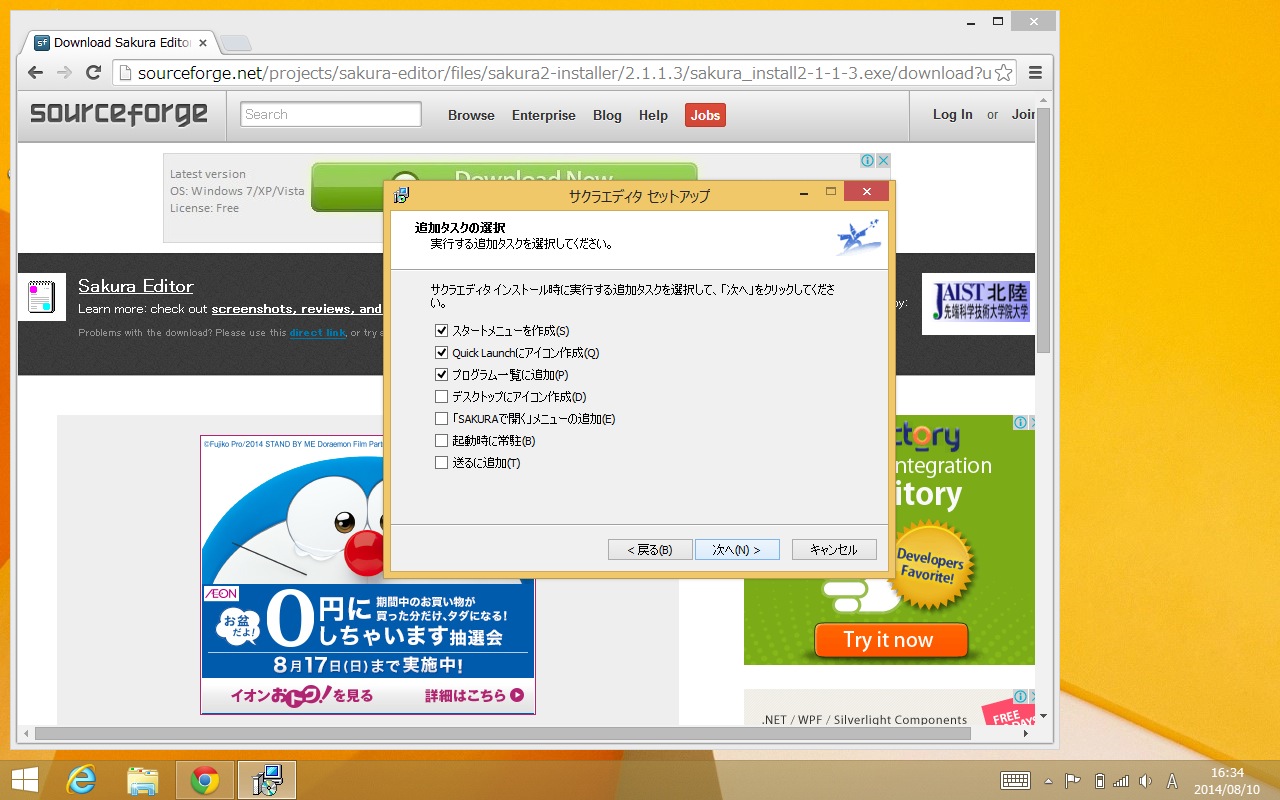 Download Sakura Edito
sourceforge.net/projects/sakura-editor/files/sakura2-installer/2.1.1.3/sakura_install2-1-1-3.exe/download?u
sourceforge
Search
Browse
Enterprise
Blog
Help
Jobs
Log In or Join
Latest version
OS: Windows 7/XP/Vista
License: Free
Download Now
サクラエディタ セットアップ
追加タスクの選択
実行する追加タスクを選択してください。
サクラエディタ インストール時に実行する追加タスクを選択して、「次へ」をクリックしてくださ
い。
スタートメニューを作成(S)
Quick Launchにアイコン作成(Q)
プログラム一覧に追加(P)
デスクトップにアイコン作成(D)
「SAKURAで開く」メニューの追加(E)
起動時に常駐(B)
送るに追加(T)
< 戻る(B)
次へ(N) >
キャンセル
Sakura Editor
Learn more: check out screenshots, reviews, and
Problems with the download? Please use this direct link, or try
by:
JAIST北陸
先端科学技術大学院大学
©Fujiko Pro/2014 STAND BY ME Doraemon Film Part
ÆON
お盆
だよ!
0円に
しちゃいます抽選会
期間中のお買い物が
買った分だけ、タダになる!
8月17日(日)まで実施中!
イオンおトク!を見る
詳細はこちら
ctory
ntegration
itory
Developers
Favorite!
Try it now
.NET / WPF / Silverlight Components
FREE
A
16:34
2014/08/10